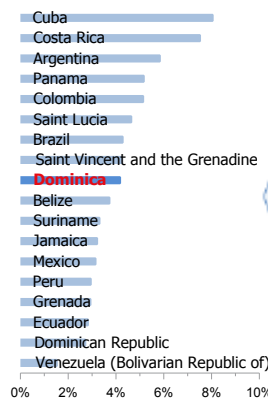 Cuba
Costa Rica
Argentina
Panama
Colombia
Saint Lucia
Brazil
Saint Vincent and the Grenadine
Dominica
Belize
Suriname
Jamaica
Mexico
Peru
Grenada
Ecuador
Dominican Republic
Venezuela (Bolivarian Republic of)
0% 2% 4% 6% 8% 10%